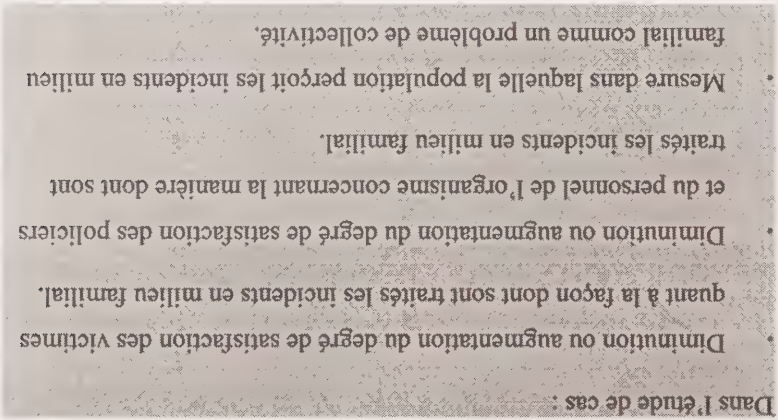 Dans l'étude de cas :
• Diminution ou augmentation du degré de satisfaction des victimes
quant à la façon dont sont traités les incidents en milieu familial.
• Diminution ou augmentation du degré de satisfaction des policiers
et du personnel de l'organisme concernant la manière dont sont
traités les incidents en milieu familial.
• Mesure dans laquelle la population perçoit les incidents en milieu
familial comme un problème de collectivité.